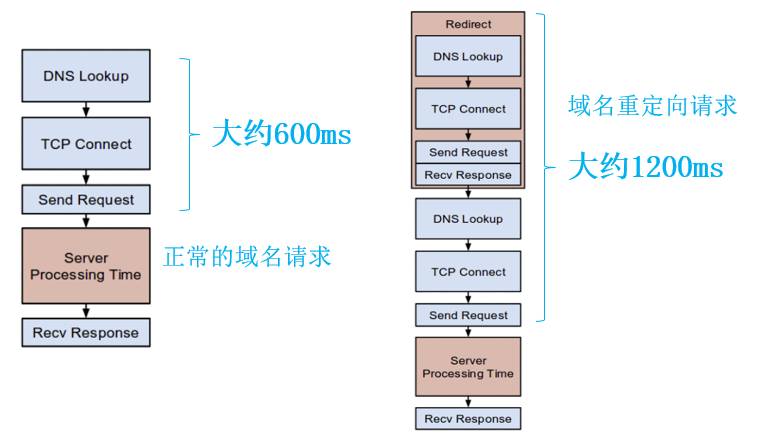 DNS Lookup
TCP Connect
Send Request
Server
Processing Time
Recv Response
大约600ms
正常的域名请求
Redirect
DNS Lookup
TCP Connect
Send Request
Recv Response
DNS Lookup
TCP Connect
Send Request
Server
Processing Time
Recv Response
域名重定向请求
大约1200ms